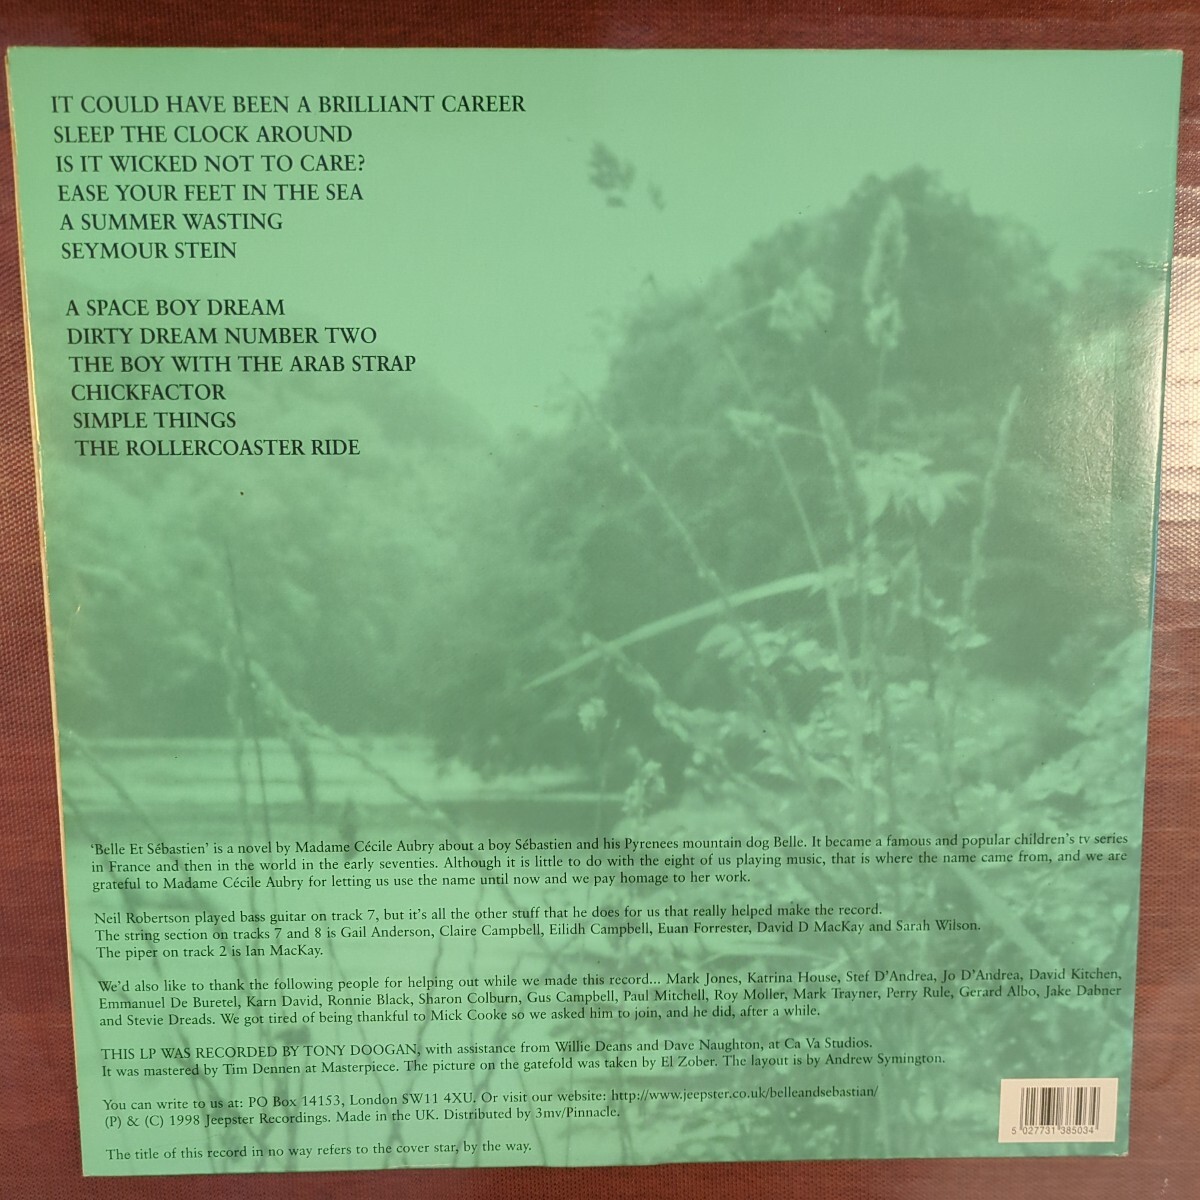 IT COULD HAVE BEEN A BRILLIANT CAREER
SLEEP THE CLOCK AROUND
IS IT WICKED NOT TO CARE?
EASE YOUR FEET IN THE SEA
A SUMMER WASTING
SEYMOUR STEIN
A SPACE BOY DREAM
DIRTY DREAM NUMBER TWO
THE BOY WITH THE ARAB STRAP
CHICKFACTOR
SIMPLE THINGS
THE ROLLERCOASTER RIDE
‘Belle Et Sébastien’ is a novel by Madame Cécile Aubry about a boy Sébastien and his Pyrenees mountain dog Belle. It became a famous and popular children’s tv series
in France and then in the world in the early seventies. Although it is little to do with the eight of us playing music, that is where the name came from, and we are
grateful to Madame Cécile Aubry for letting us use the name until now and we pay homage to her work.
Neil Robertson played bass guitar on track 7, but it’s all the other stuff that he does for us that really helped make the record.
The string section on tracks 7 and 8 is Gail Anderson, Claire Campbell, Eilidh Campbell, Euan Forrester, David D MacKay and Sarah Wilson.
The piper on track 2 is Ian MacKay.
We’d also like to thank the following people for helping out while we made this record... Mark Jones, Katrina House, Stef D’Andrea, Jo D’Andrea, David Kitchen,
Emmanuel De Buretel, Karn David, Ronnie Black, Sharon Colburn, Gus Campbell, Paul Mitchell, Roy Moller, Mark Trayner, Perry Rule, Gerard Albo, Jake Dabner
and Stevie Dreads. We got tired of being thankful to Mick Cooke so we asked him to join, and he did, after a while.
THIS LP WAS RECORDED BY TONY DOOGAN, with assistance from Willie Deans and Dave Naughton, at Ca Va Studios.
It was mastered by Tim Dennen at Masterpiece. The picture on the gatefold was taken by El Zober. The layout is by Andrew Symington.
You can write to us at: PO Box 14153, London SW11 4XU. Or visit our website: http://www.jeepster.co.uk/belleandsebastian/
(P) & (C) 1998 Jeepster Recordings. Made in the UK. Distributed by 3mv/Pinnacle.
The title of this record in no way refers to the cover star, by the way.
5 027731 385034